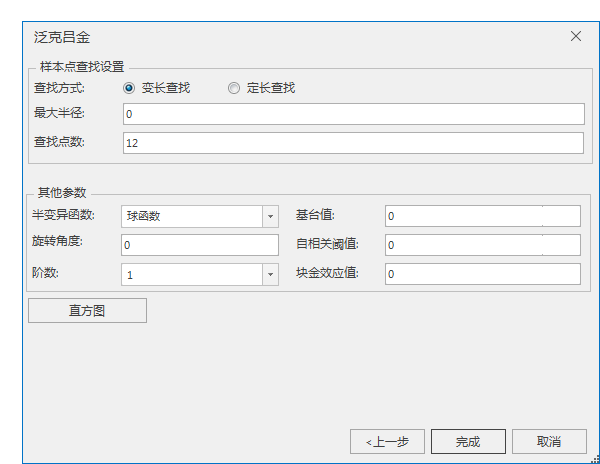 泛克吕金
样本点查找设置
查找方式: 变长查找 定长查找
最大半径: 0
查找点数: 12
其他参数
半变异函数: 球函数 基台值: 0
旋转角度: 0 自相关阈值: 0
阶数: 1 块金效应值: 0
直方图
<上一步 完成 取消